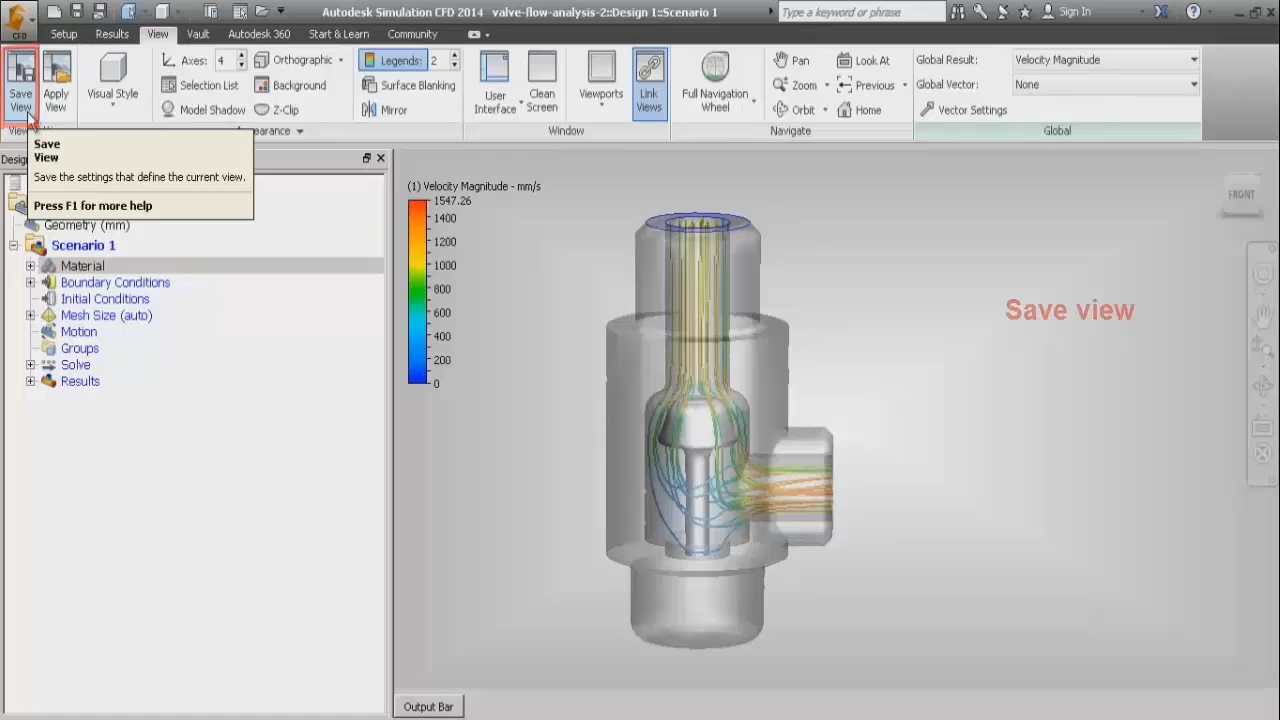 CFD
Autodesk Simulation CFD 2014 valve-flow-analysis-2::Design 1::Scenario 1
Type a keyword or phrase
Sign In
Setup Results View Vault Autodesk 360 Start & Learn Community
Save View
Apply View
Visual Style
Axes: 4
Selection List
Model Shadow
Orthographic
Background
Z-Clip
Legends: 2
Surface Blanking
Mirror
User Interface
Clean Screen
Viewports
Link Views
Full Navigation Wheel
Pan
Zoom
Orbit
Look At
Previous
Home
Global Result: Velocity Magnitude
Global Vector: None
Vector Settings
Window
Navigate
Global
Save
View
Save the settings that define the current view.
Press F1 for more help
Geometry (mm)
Scenario 1
Material
Boundary Conditions
Initial Conditions
Mesh Size (auto)
Motion
Groups
Solve
Results
(1) Velocity Magnitude - mm/s
1547.26
1400
1200
1000
800
600
400
200
0
FRONT
Save view
Output Bar